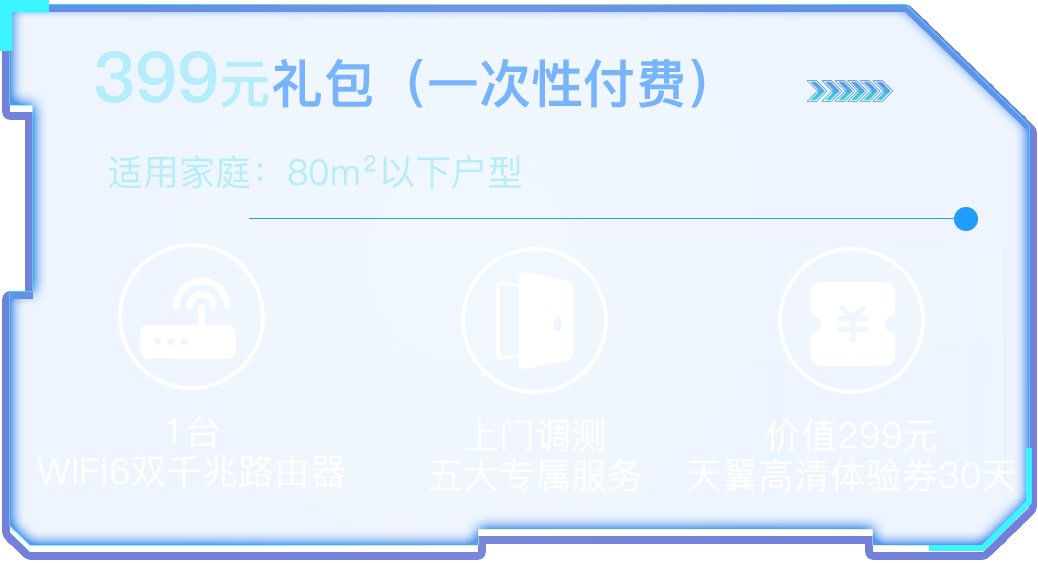 399元礼包（一次性付费）
适用家庭：80m²以下户型
1台
WIFI6双千兆路由器
上门调测
五大专属服务
价值299元
天翼高清体验券30天